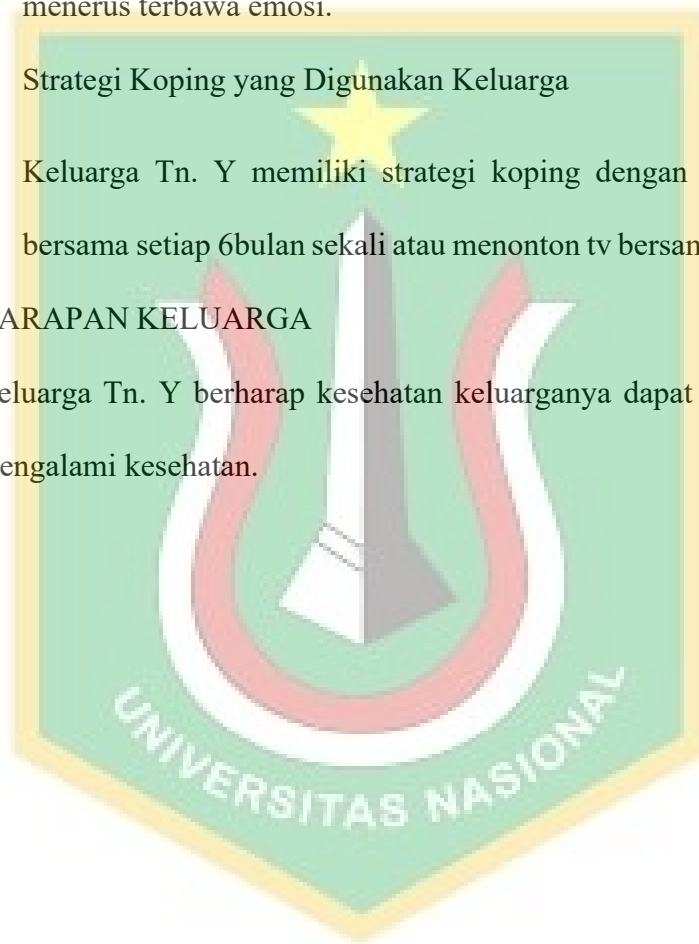 menerus terbawa emosi.
Strategi Koping yang Digunakan Keluarga
Keluarga Tn. Y memiliki strategi koping dengan
bersama setiap 6bulan sekali atau menonton tv bersan
ARAPAN KELUARGA
eluarga Tn. Y berharap kesehatan keluarganya dapat
engalami kesehatan.
UNIVERSITAS NASIONAL